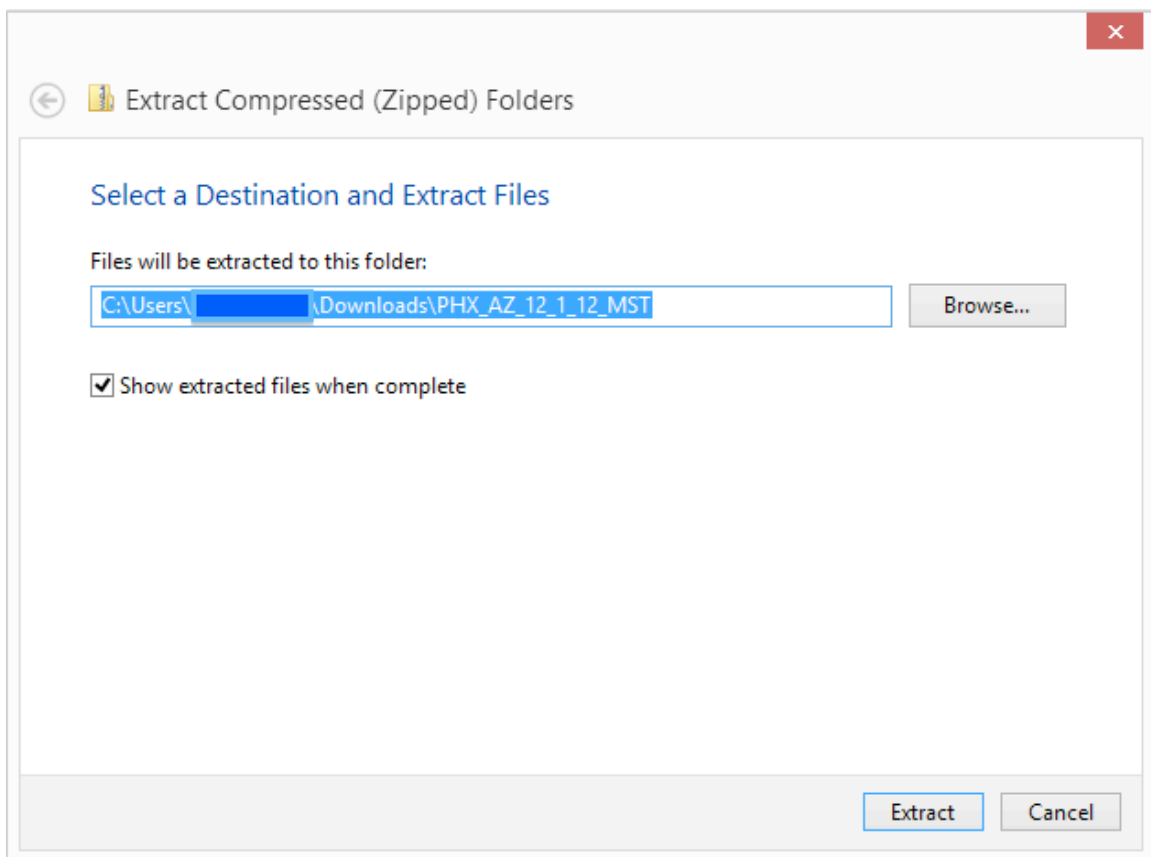 Extract Compressed (Zipped) Folders
Select a Destination and Extract Files
Files will be extracted to this folder:
C:\Users\ \Downloads\PHX_AZ_12_1_12_MST
Browse...
Show extracted files when complete
Extract
Cancel